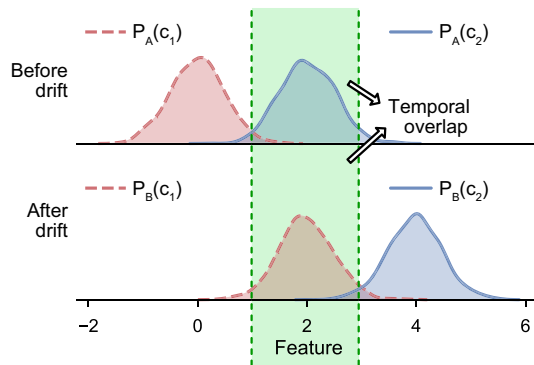 P_A(c_1)
P_A(c_2)
Before
drift
Temporal
overlap
P_B(c_1)
P_B(c_2)
After
drift
−2 0 2 4 6
Feature